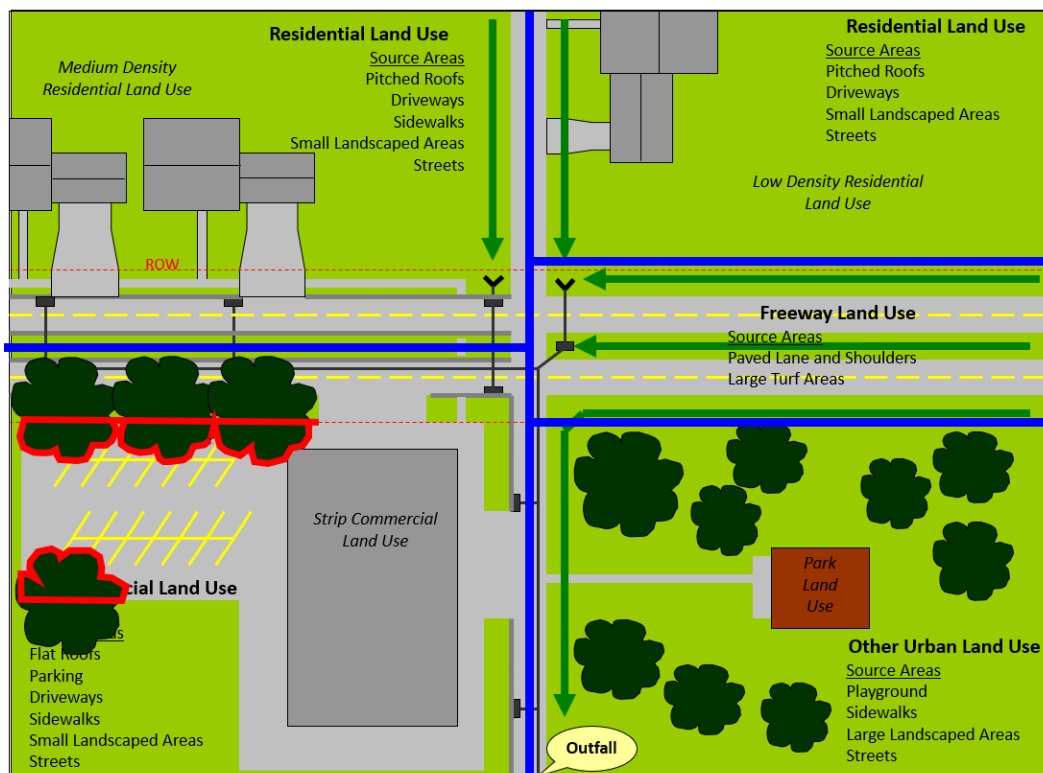 Residential Land Use
Source Areas
Pitched Roofs
Driveways
Sidewalks
Small Landscaped Areas
Streets
Medium Density
Residential Land Use
Residential Land Use
Source Areas
Pitched Roofs
Driveways
Small Landscaped Areas
Streets
Low Density Residential
Land Use
ROW
Freeway Land Use
Source Areas
Paved Lane and Shoulders
Large Turf Areas
Strip Commercial
Land Use
cial Land Use
Flat Roofs
Parking
Driveways
Sidewalks
Small Landscaped Areas
Streets
Park
Land
Use
Other Urban Land Use
Source Areas
Playground
Sidewalks
Large Landscaped Areas
Streets
Outfall